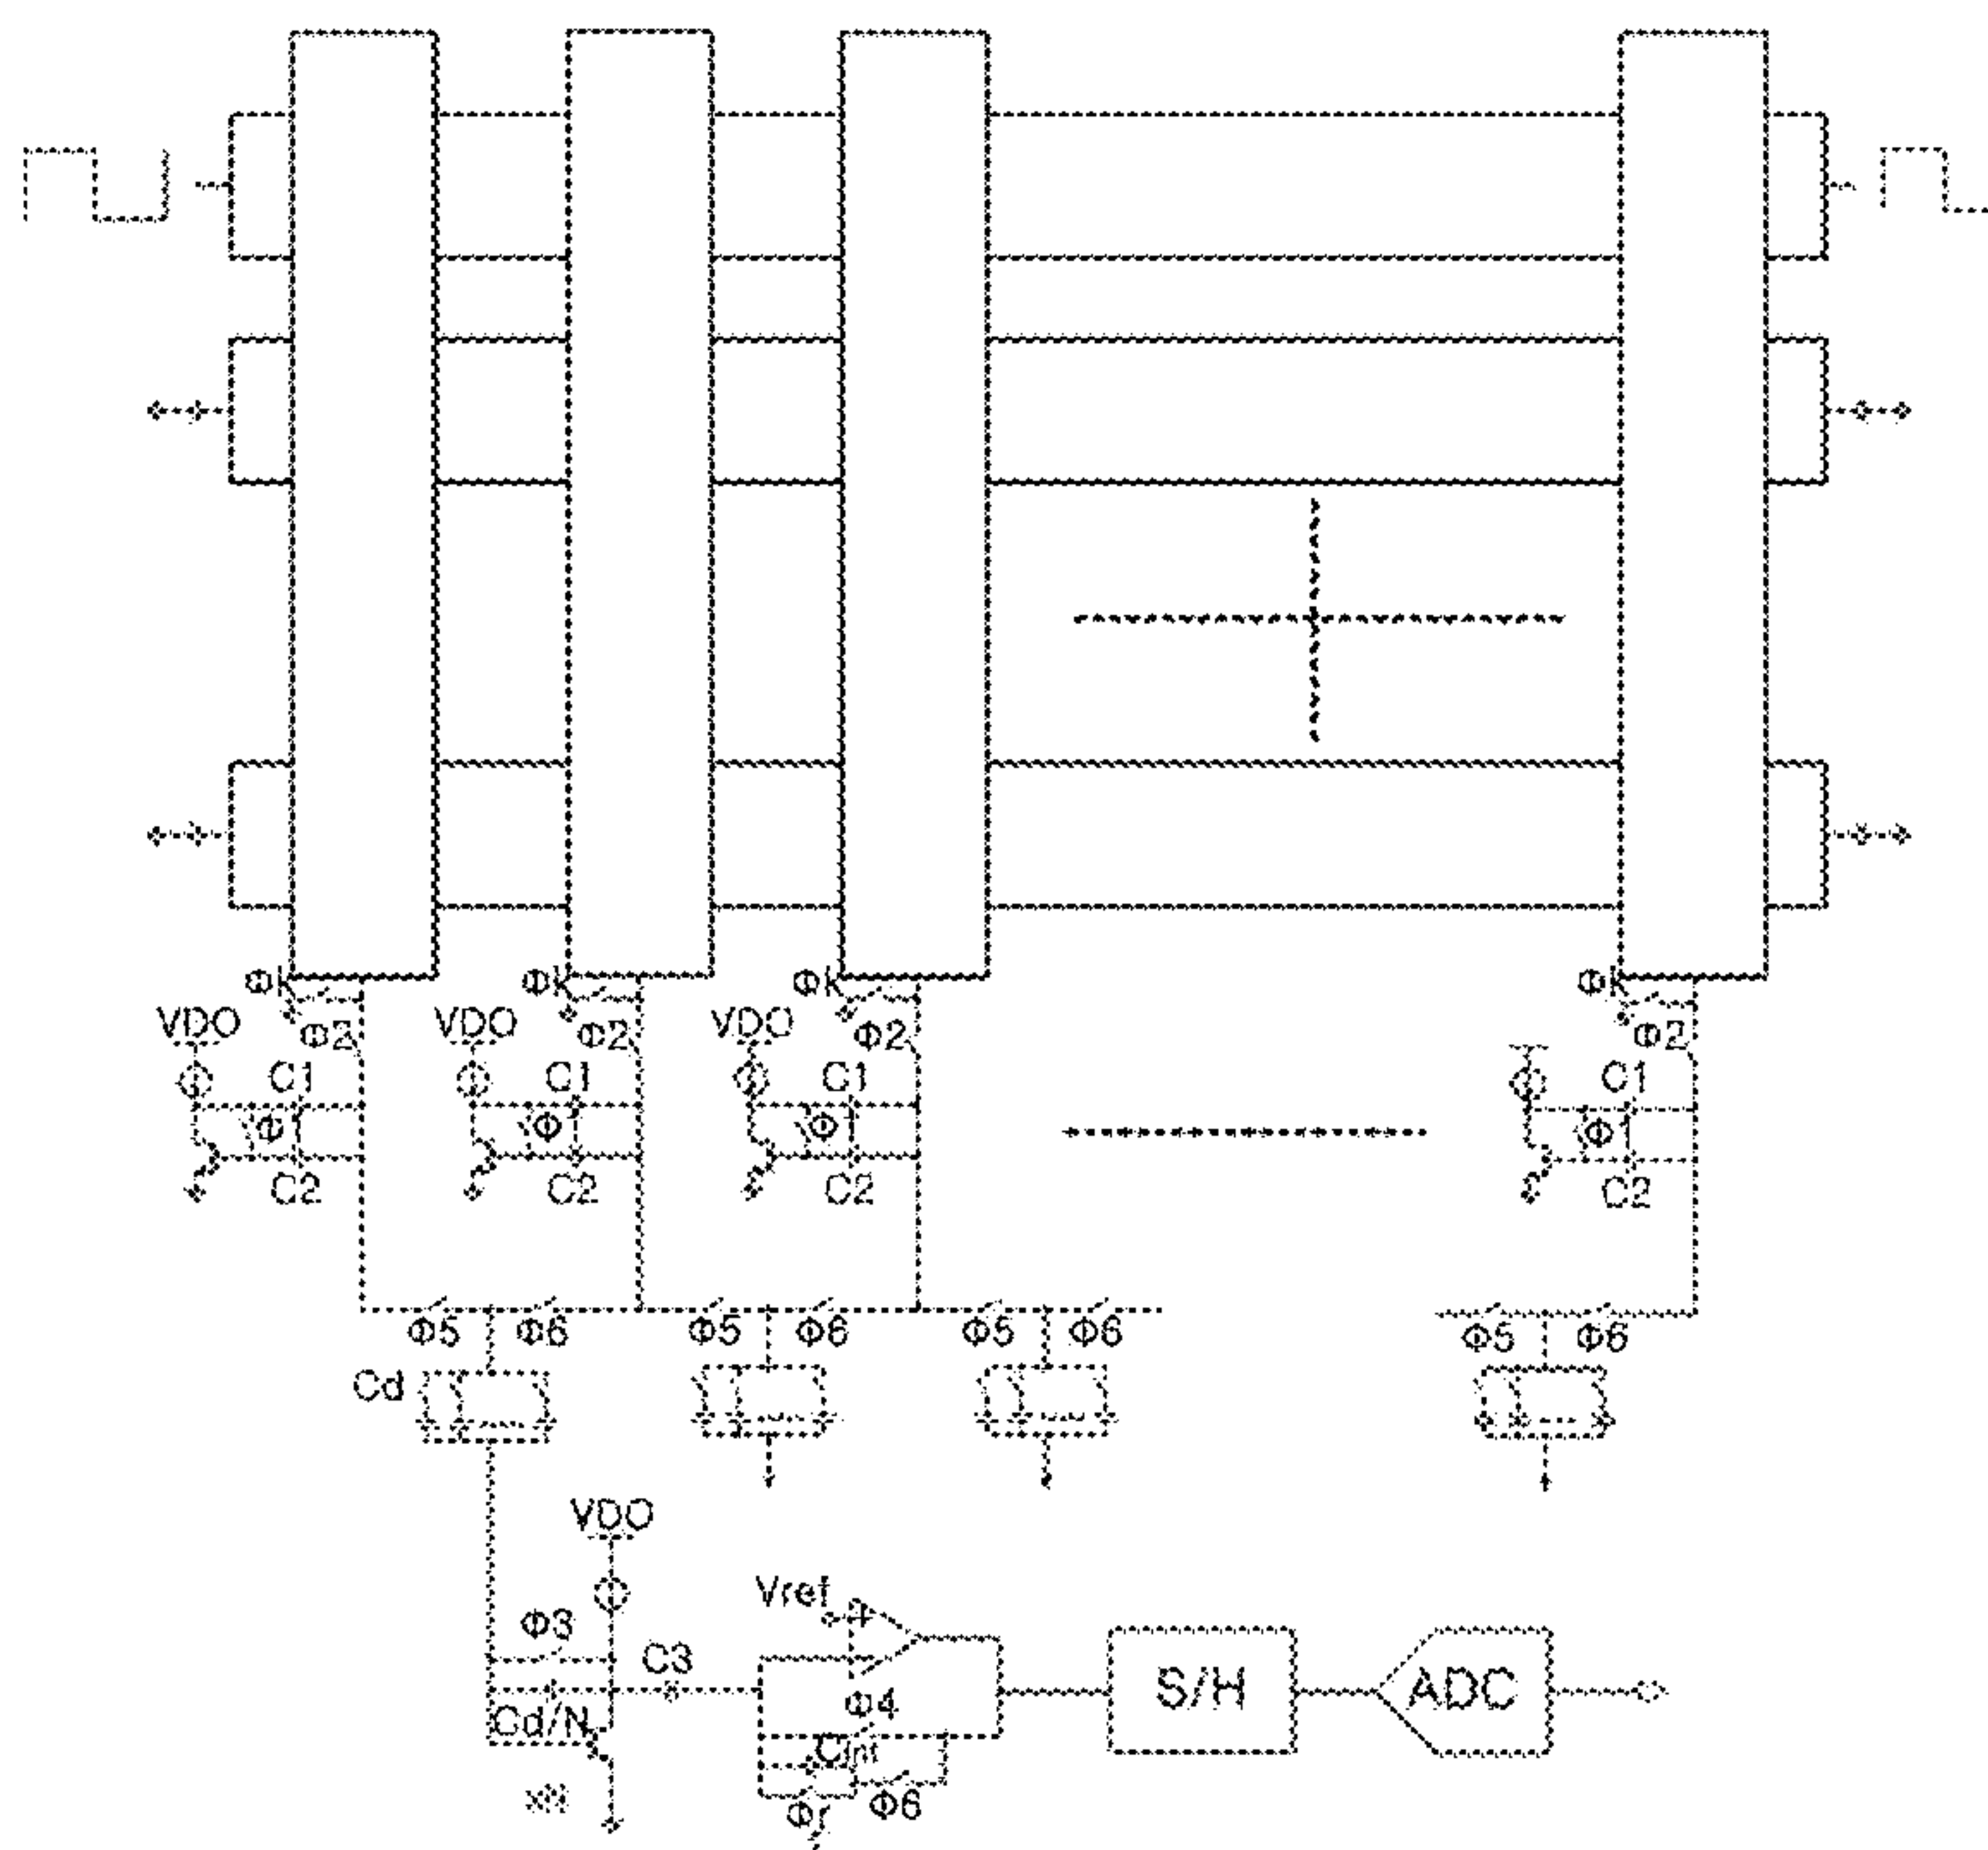 Φk Φk Φk Φk
VDO Φ2 VDO Φ2 VDO Φ2 Φ2
C1 C1 C1 C1
Φ1 Φ Φ1 Φ1
C2 C2 C2 C2
Φ5 Φ6 Φ5 Φ6 Φ5 Φ6 Φ5 Φ6
Cd
VDO
Vref
Φ3
C3
S/H ADC
Φ4
Cd/N
Cint
Φ6